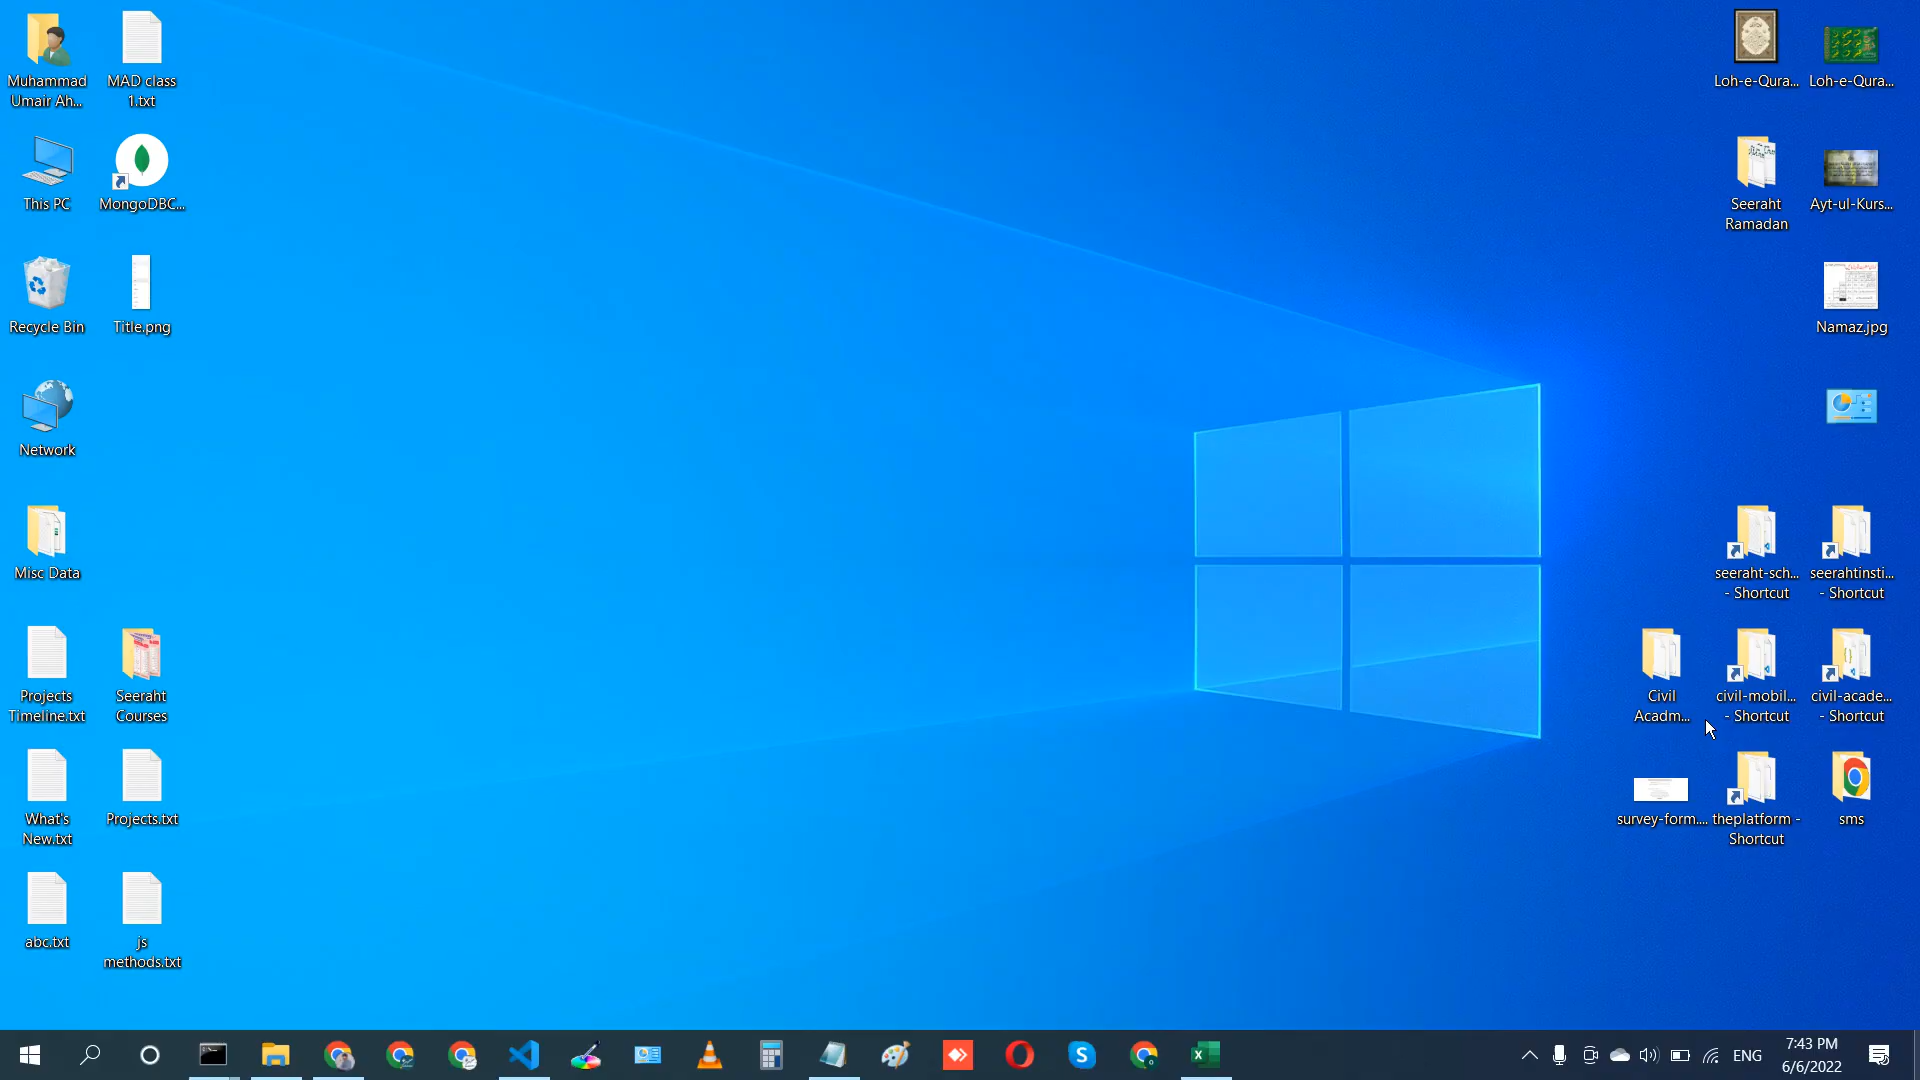 Muhammad
Umair Ah...
MAD class
1.txt
Loh-e-Qura...
Loh-e-Qura...
This PC
MongoDBC...
Seeraht
Ramadan
Ayt-ul-Kurs...
Recycle Bin
Title.png
Namaz.jpg
Network
Misc Data
seeraht-sch...
- Shortcut
seerahtinsti...
- Shortcut
Projects
Timeline.txt
Seeraht
Courses
Civil
Acadm...
civil-mobil...
- Shortcut
civil-acade...
- Shortcut
What's
New.txt
Projects.txt
survey-form....
theplatform -
Shortcut
sms
abc.txt
js
methods.txt
ENG
7:43 PM
6/6/2022